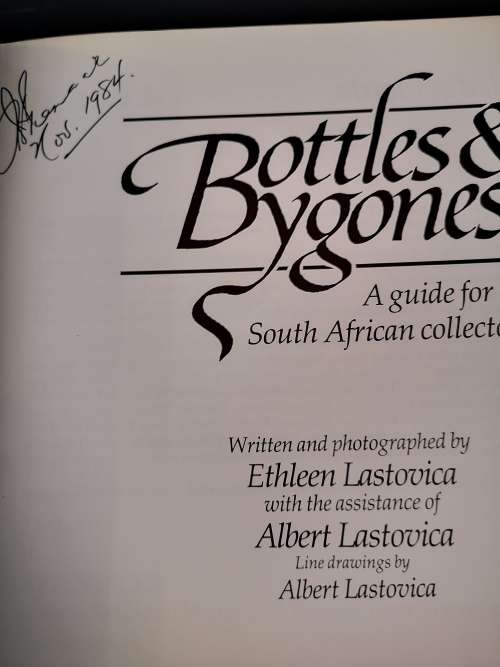 Nov. 1984.
Bottles &
Bygones
A guide for
South African collecto
Written and photographed by
Ethleen Lastovica
with the assistance of
Albert Lastovica
Line drawings by
Albert Lastovica